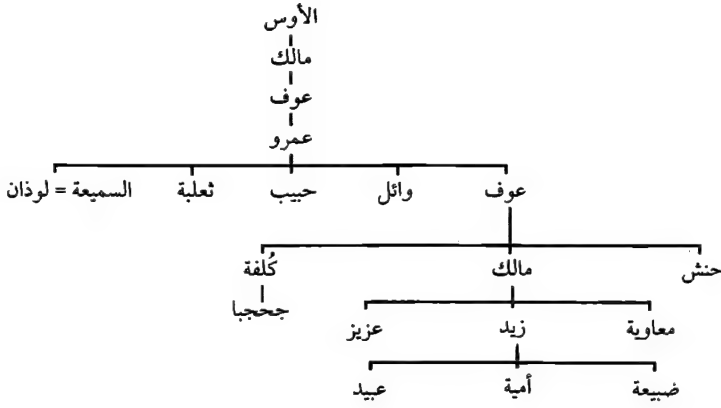 الأوس
مالك
عوف
عمرو
عوف وائل حبيب ثعلبة السميعة = لوذان
حنش مالك كُلفة
جحجبا
معاوية زيد عزيز
ضبيعة أمية عبيد